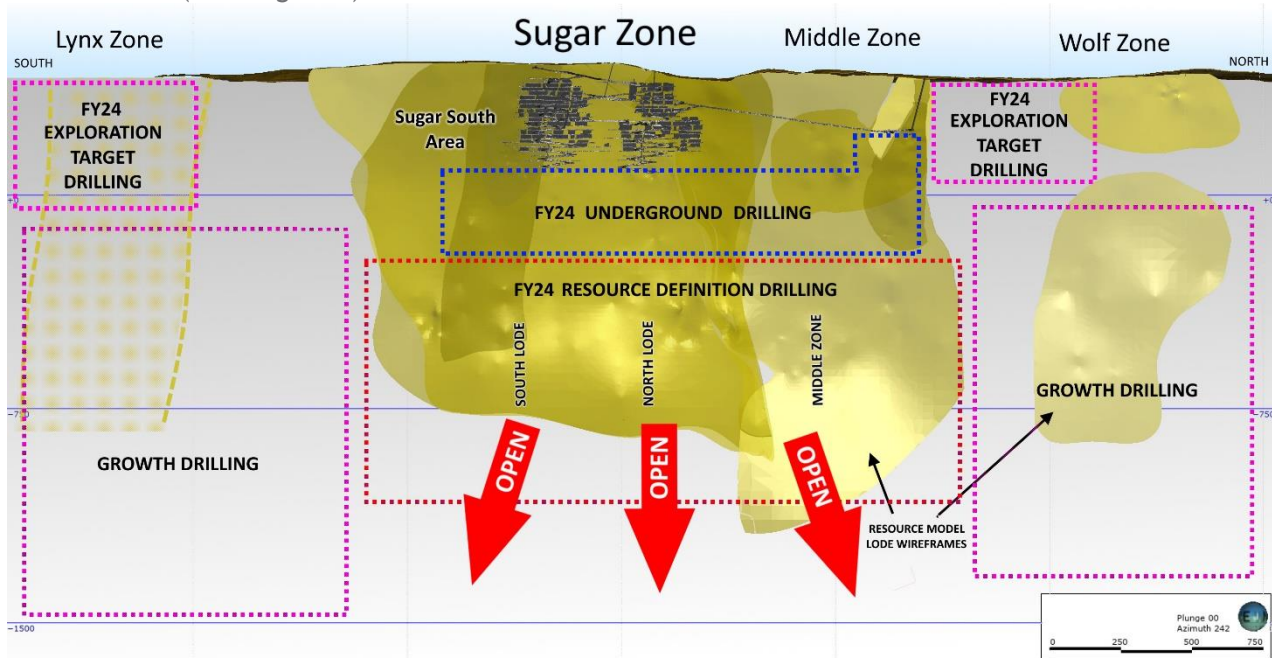 Lynx Zone
Sugar Zone
Middle Zone
Wolf Zone
SOUTH
NORTH
FY24
EXPLORATION
TARGET
DRILLING
Sugar South
Area
FY24
EXPLORATION
TARGET
DRILLING
+0
FY24 UNDERGROUND DRILLING
FY24 RESOURCE DEFINITION DRILLING
SOUTH LODE
NORTH LODE
MIDDLE ZONE
GROWTH DRILLING
GROWTH DRILLING
OPEN
OPEN
OPEN
RESOURCE MODEL
LODE WIREFRAMES
-1500
Plunge 00
Azimuth 242
0 250 500 750